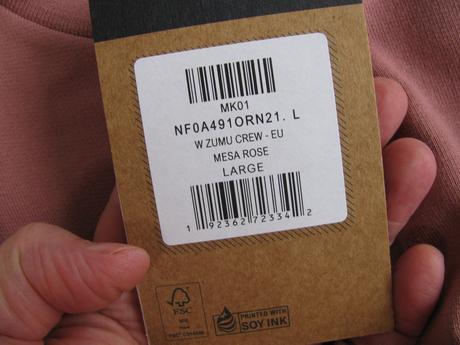 MK01
NF0A491ORN21. L
W ZUMU CREW - EU
MESA ROSE
LARGE
1 92362 72334 2
FSC
PRINTED WITH
SOY INK